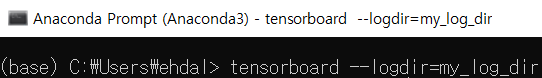 Anaconda Prompt (Anaconda3) - tensorboard --logdir=my_log_dir
(base) C:₩Users₩ehdal> tensorboard --logdir=my_log_dir